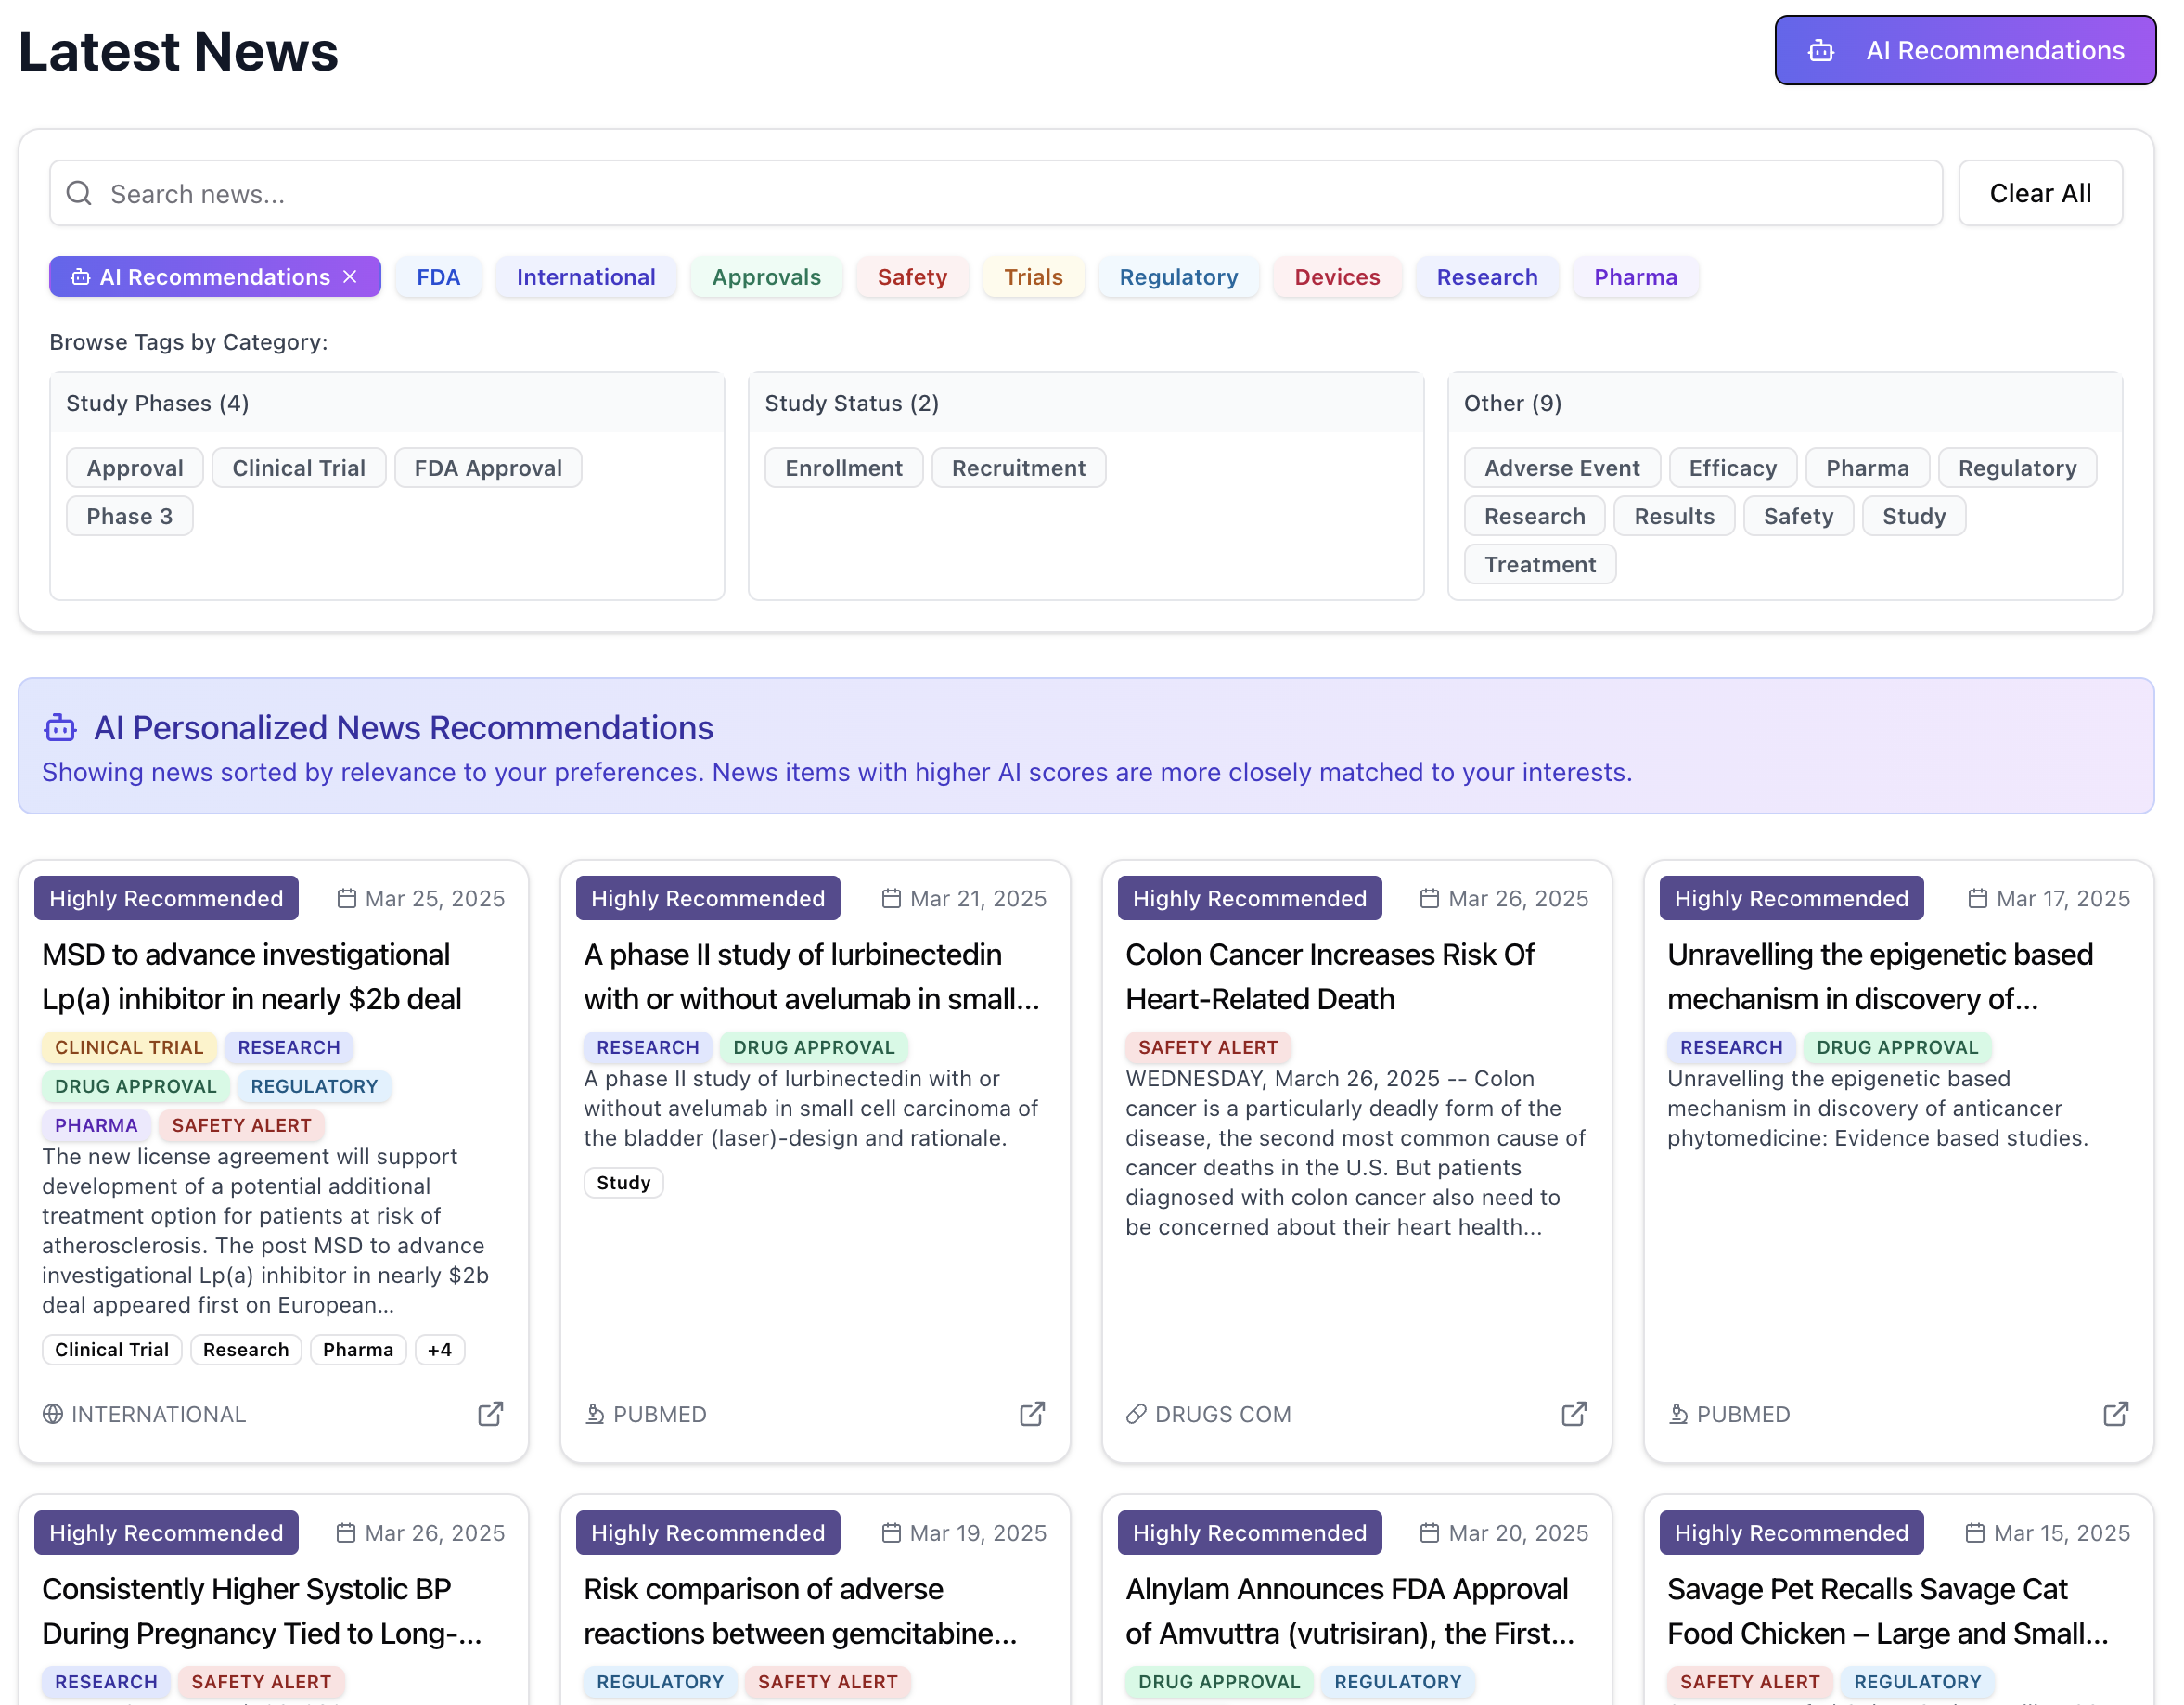 Latest News
AI Recommendations
Search news...
Clear All
AI Recommendations
FDA
International
Approvals
Safety
Trials
Regulatory
Devices
Research
Pharma
Browse Tags by Category:
Study Phases (4)
Approval
Clinical Trial
FDA Approval
Phase 3
Study Status (2)
Enrollment
Recruitment
Other (9)
Adverse Event
Efficacy
Pharma
Regulatory
Research
Results
Safety
Study
Treatment
AI Personalized News Recommendations
Showing news sorted by relevance to your preferences. News items with higher AI scores are more closely matched to your interests.
Highly Recommended
Mar 25, 2025
MSD to advance investigational
Lp(a) inhibitor in nearly $2b deal
CLINICAL TRIAL
RESEARCH
DRUG APPROVAL
REGULATORY
PHARMA
SAFETY ALERT
The new license agreement will support
development of a potential additional
treatment option for patients at risk of
atherosclerosis. The post MSD to advance
investigational Lp(a) inhibitor in nearly $2b
deal appeared first on European...
Clinical Trial
Research
Pharma
+4
INTERNATIONAL
Highly Recommended
Mar 21, 2025
A phase II study of lurbinectedin
with or without avelumab in small...
RESEARCH
DRUG APPROVAL
A phase II study of lurbinectedin with or
without avelumab in small cell carcinoma of
the bladder (laser)-design and rationale.
Study
PUBMED
Highly Recommended
Mar 26, 2025
Colon Cancer Increases Risk Of
Heart-Related Death
SAFETY ALERT
WEDNESDAY, March 26, 2025 -- Colon
cancer is a particularly deadly form of the
disease, the second most common cause of
cancer deaths in the U.S. But patients
diagnosed with colon cancer also need to
be concerned about their heart health...
DRUGS COM
Highly Recommended
Mar 17, 2025
Unravelling the epigenetic based
mechanism in discovery of...
RESEARCH
DRUG APPROVAL
Unravelling the epigenetic based
mechanism in discovery of anticancer
phytomedicine: Evidence based studies.
PUBMED
Highly Recommended
Mar 26, 2025
Consistently Higher Systolic BP
During Pregnancy Tied to Long-...
RESEARCH
SAFETY ALERT
Highly Recommended
Mar 19, 2025
Risk comparison of adverse
reactions between gemcitabine...
REGULATORY
SAFETY ALERT
Highly Recommended
Mar 20, 2025
Alnylam Announces FDA Approval
of Amvuttra (vutrisiran), the First...
DRUG APPROVAL
REGULATORY
Highly Recommended
Mar 15, 2025
Savage Pet Recalls Savage Cat
Food Chicken – Large and Small...
SAFETY ALERT
REGULATORY